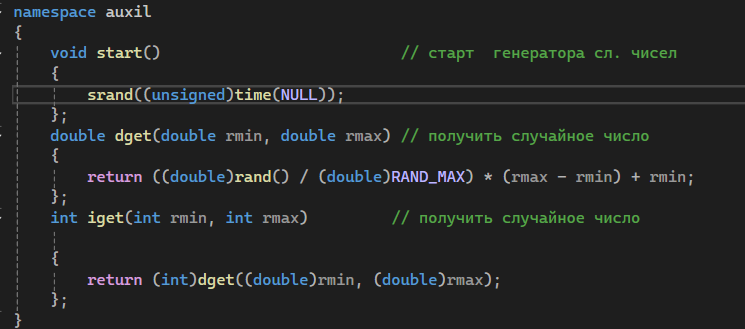 namespace auxil
{
void start() // старт генератора сл. чисел
{
srand((unsigned)time(NULL));
};
double dget(double rmin, double rmax) // получить случайное число
{
return ((double)rand() / (double)RAND_MAX) * (rmax - rmin) + rmin;
};
int iget(int rmin, int rmax) // получить случайное число
{
return (int)dget((double)rmin, (double)rmax);
};
}